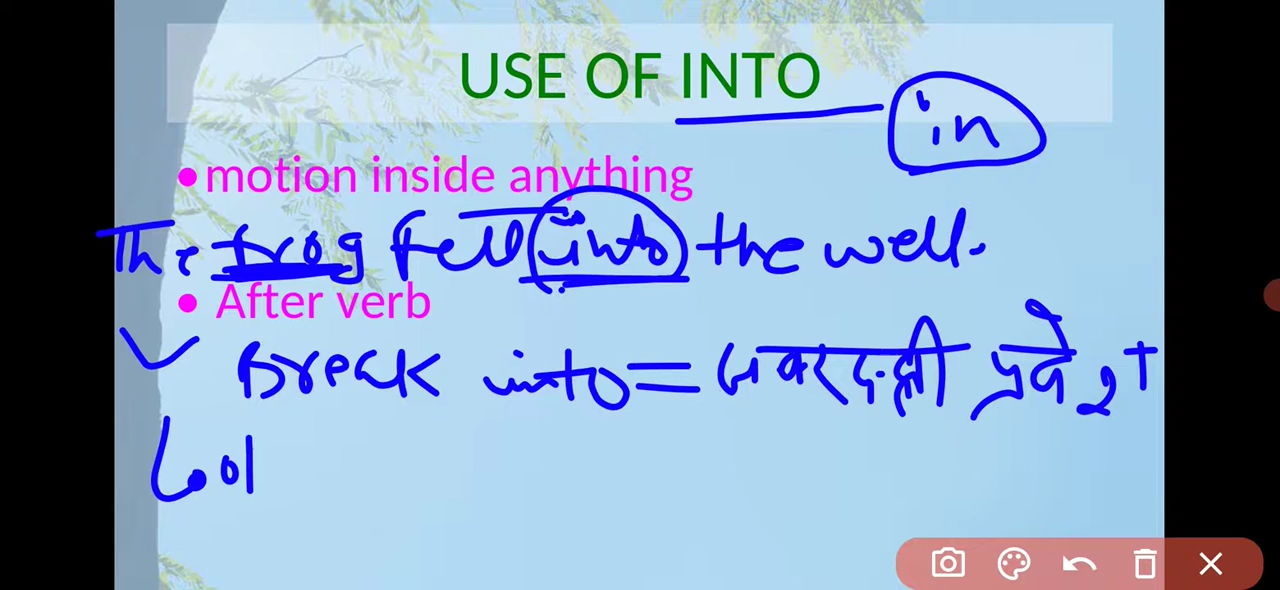 USE OF INTO
in
•motion inside anything
The frog fell into the well.
• After verb
Break into = जबरदस्ती प्रवेश